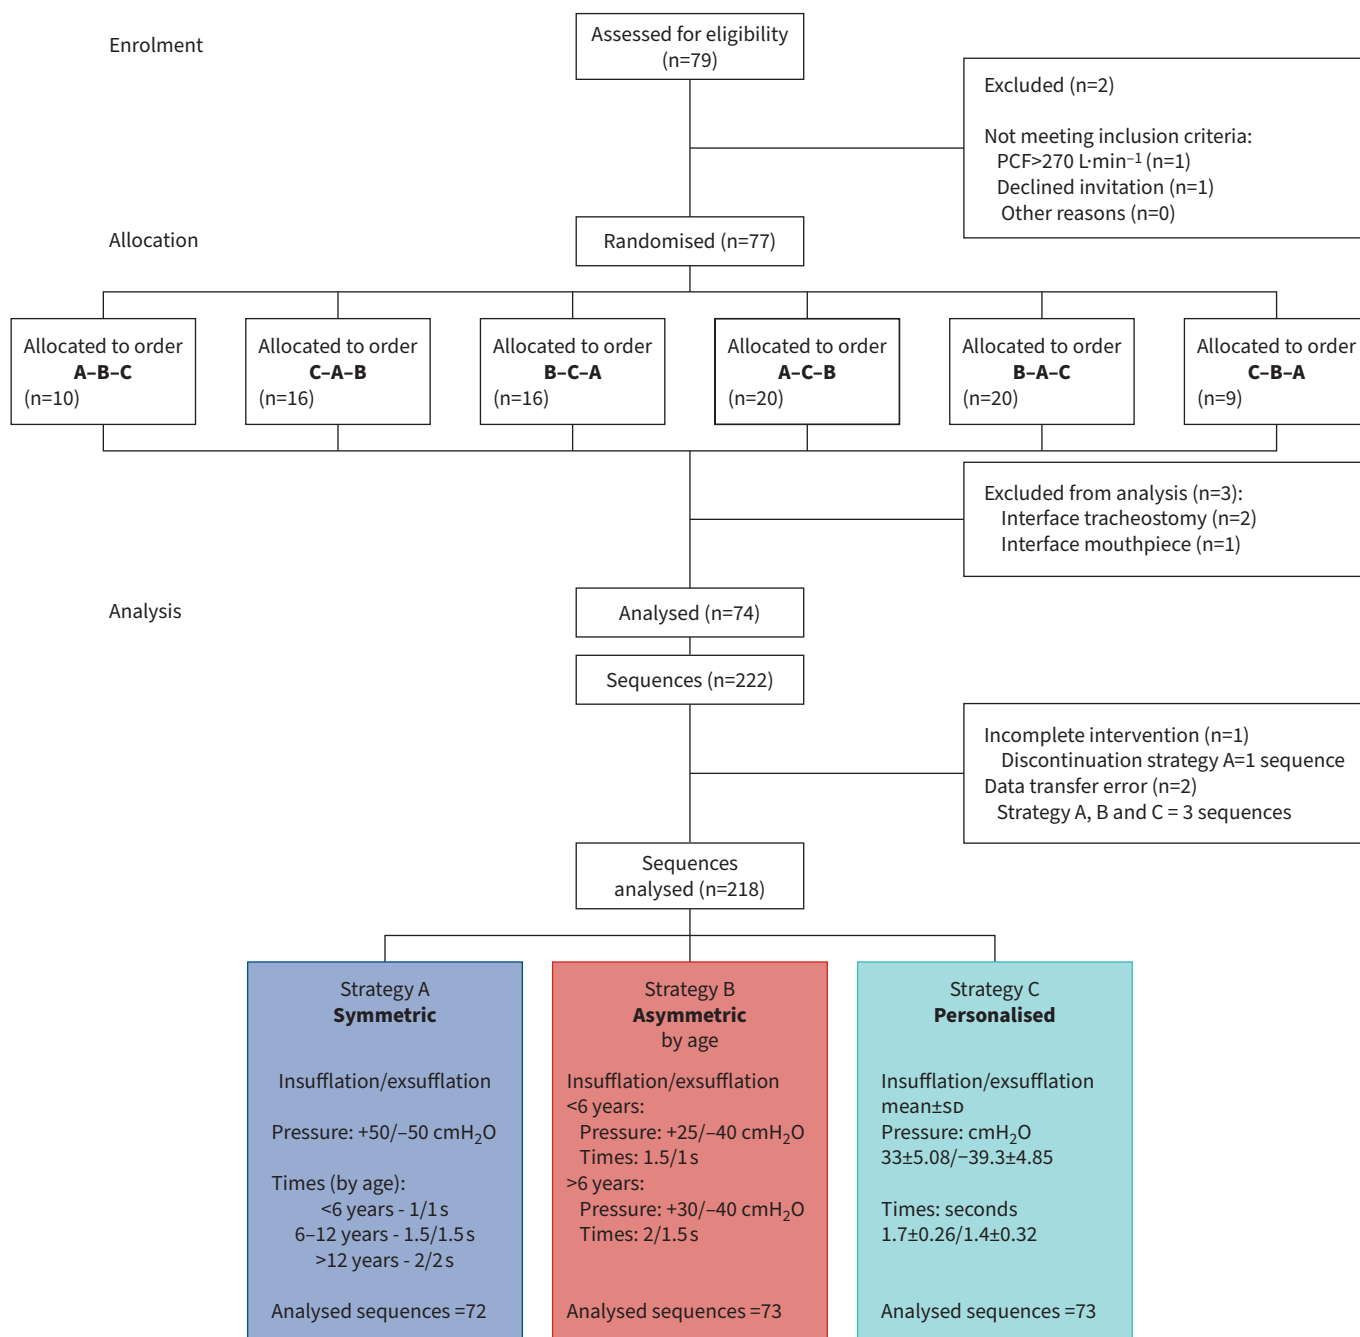 Enrolment
Assessed for eligibility
(n=79)
Excluded (n=2)
Not meeting inclusion criteria:
PCF>270 L·min⁻¹ (n=1)
Declined invitation (n=1)
Other reasons (n=0)
Allocation
Randomised (n=77)
Allocated to order
A–B–C
(n=10)
Allocated to order
C–A–B
(n=16)
Allocated to order
B–C–A
(n=16)
Allocated to order
A–C–B
(n=20)
Allocated to order
B–A–C
(n=20)
Allocated to order
C–B–A
(n=9)
Excluded from analysis (n=3):
Interface tracheostomy (n=2)
Interface mouthpiece (n=1)
Analysis
Analysed (n=74)
Sequences (n=222)
Incomplete intervention (n=1)
Discontinuation strategy A=1 sequence
Data transfer error (n=2)
Strategy A, B and C = 3 sequences
Sequences
analysed (n=218)
Strategy A
Symmetric
Insufflation/exsufflation
Pressure: +50/–50 cmH₂O
Times (by age):
<6 years - 1/1 s
6–12 years - 1.5/1.5 s
>12 years - 2/2 s
Analysed sequences =72
Strategy B
Asymmetric
by age
Insufflation/exsufflation
<6 years:
Pressure: +25/–40 cmH₂O
Times: 1.5/1 s
>6 years:
Pressure: +30/–40 cmH₂O
Times: 2/1.5 s
Analysed sequences =73
Strategy C
Personalised
Insufflation/exsufflation
mean±SD
Pressure: cmH₂O
33±5.08/−39.3±4.85
Times: seconds
1.7±0.26/1.4±0.32
Analysed sequences =73